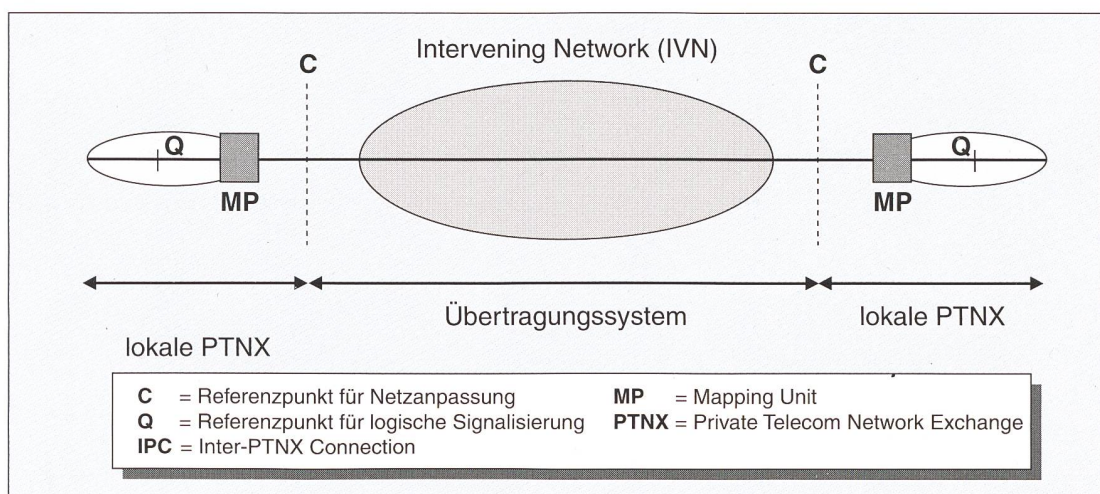 Intervening Network (IVN)
C
C
Q
Q
MP
MP
Übertragungssystem
lokale PTNX
lokale PTNX
C = Referenzpunkt für Netzanpassung
Q = Referenzpunkt für logische Signalisierung
IPC = Inter-PTNX Connection
MP = Mapping Unit
PTNX = Private Telecom Network Exchange